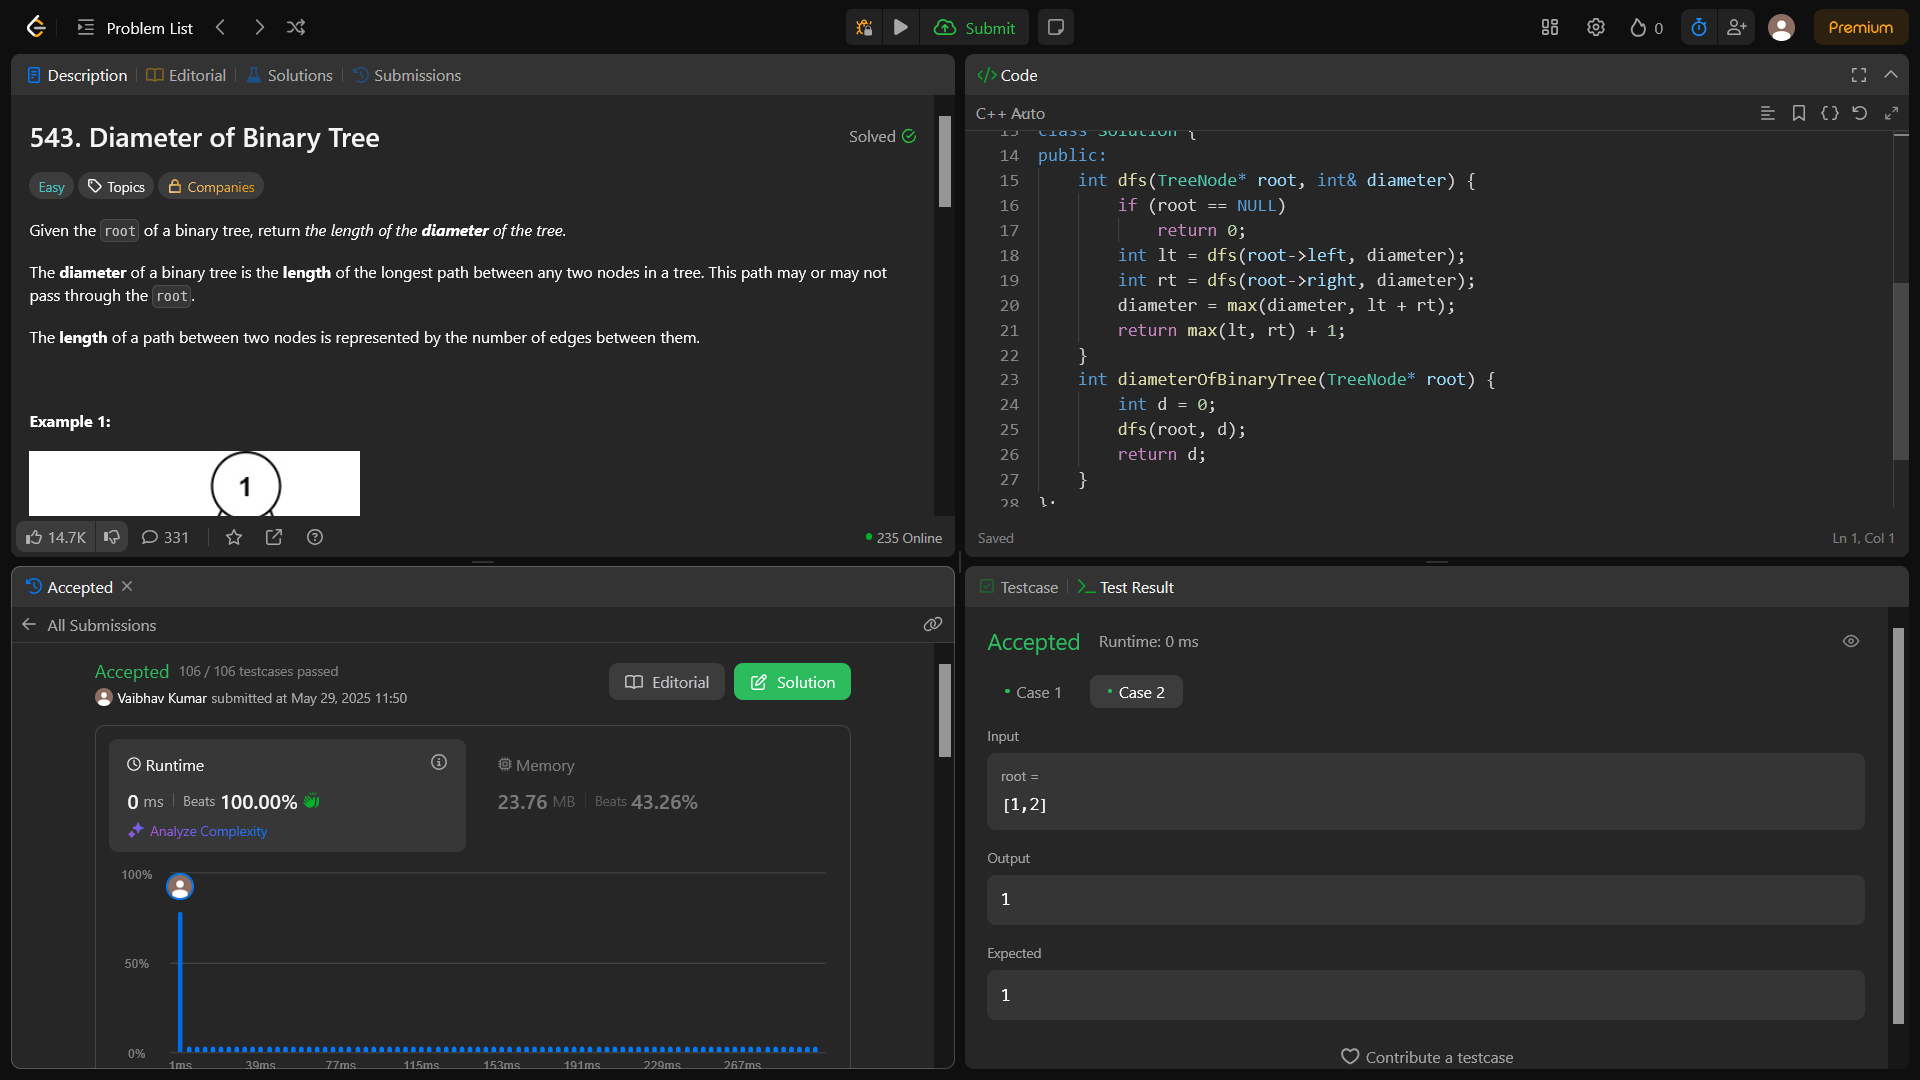 Problem List
Submit
0
Premium
Description
Editorial
Solutions
Submissions
543. Diameter of Binary Tree
Solved
Easy
Topics
Companies
Given the root of a binary tree, return the length of the diameter of the tree.
The diameter of a binary tree is the length of the longest path between any two nodes in a tree. This path may or may not
pass through the root.
The length of a path between two nodes is represented by the number of edges between them.
Example 1:
1
14.7K
331
235 Online
Code
C++ Auto
13 class Solution {
14 public:
15 int dfs(TreeNode* root, int& diameter) {
16 if (root == NULL)
17 return 0;
18 int lt = dfs(root->left, diameter);
19 int rt = dfs(root->right, diameter);
20 diameter = max(diameter, lt + rt);
21 return max(lt, rt) + 1;
22 }
23 int diameterOfBinaryTree(TreeNode* root) {
24 int d = 0;
25 dfs(root, d);
26 return d;
27 }
28 };
Saved
Ln 1, Col 1
Accepted
All Submissions
Accepted 106 / 106 testcases passed
Vaibhav Kumar submitted at May 29, 2025 11:50
Editorial
Solution
Runtime
0 ms Beats 100.00%
Analyze Complexity
Memory
23.76 MB Beats 43.26%
100%
50%
0%
1ms 39ms 77ms 115ms 153ms 191ms 229ms 267ms
Testcase
Test Result
Accepted Runtime: 0 ms
Case 1
Case 2
Input
root =
[1,2]
Output
1
Expected
1
Contribute a testcase